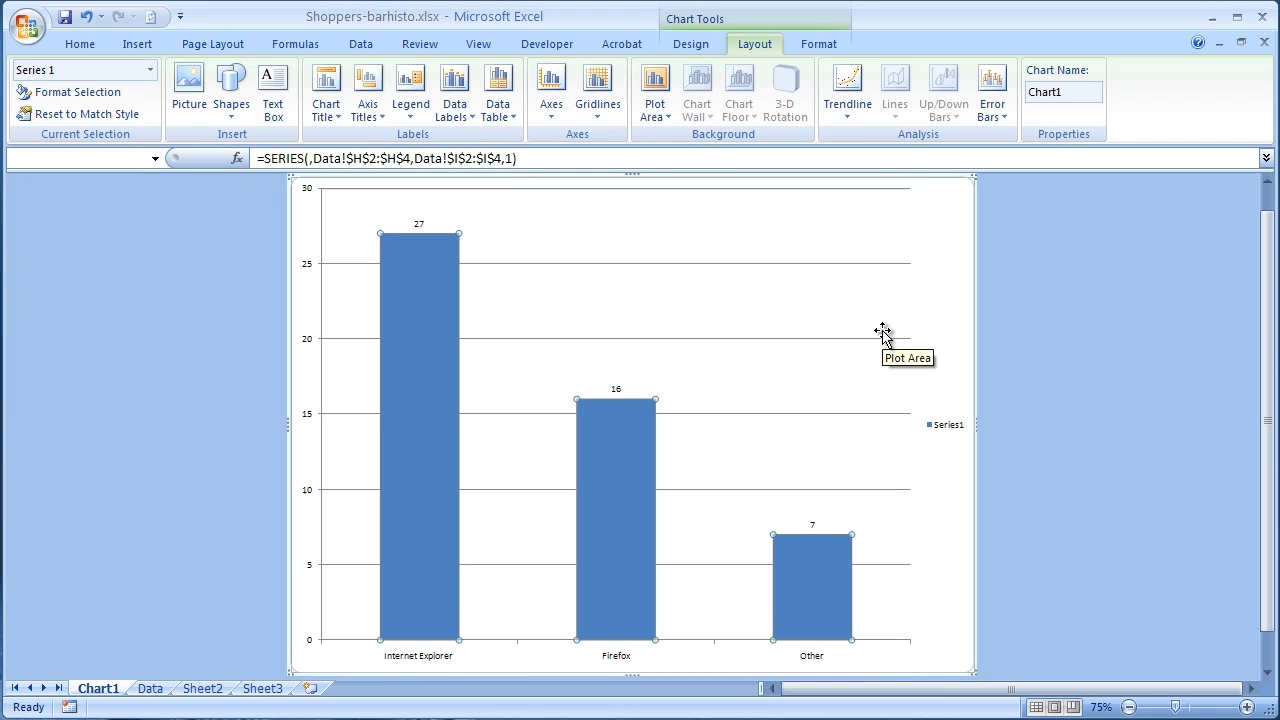 Shoppers-barhisto.xlsx - Microsoft Excel
Chart Tools
Home Insert Page Layout Formulas Data Review View Developer Acrobat Design Layout Format
Series 1
Format Selection
Reset to Match Style
Current Selection
Picture Shapes Text Box
Insert
Chart Title Axis Titles Legend Data Labels Data Table
Labels
Axes Gridlines
Axes
Plot Area Chart Wall Chart Floor 3-D Rotation
Background
Trendline Lines Up/Down Bars Error Bars
Analysis
Chart Name:
Chart1
Properties
fx =SERIES(,Data!$H$2:$H$4,Data!$I$2:$I$4,1)
30
27
25
20
Plot Area
16
15
Series1
10
7
5
0
Internet Explorer Firefox Other
Chart1 Data Sheet2 Sheet3
Ready 75%